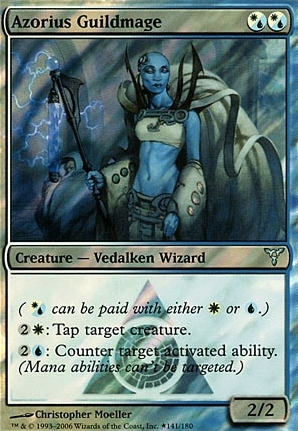 Azorius Guildmage
Creature — Vedalken Wizard
( can be paid with either or .)
2 : Tap target creature.
2 : Counter target activated ability.
(Mana abilities can't be targeted.)
2/2
Christopher Moeller
™ & © 1993–2006 Wizards of the Coast, Inc. ★141/180